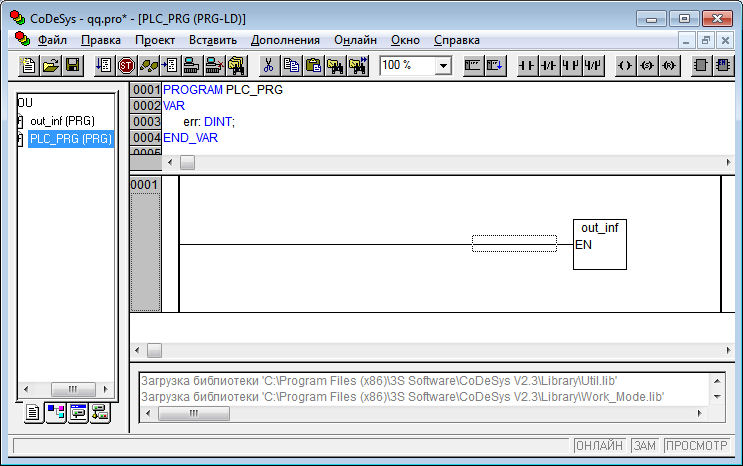 CoDeSys - qq.pro* - [PLC_PRG (PRG-LD)]
Файл Правка Проект Вставить Дополнения Онлайн Окно Справка
100 %
OU
out_inf (PRG)
PLC_PRG (PRG)
0001 PROGRAM PLC_PRG
0002 VAR
0003 err: DINT;
0004 END_VAR
0005
0001
out_inf
EN
Загрузка библиотеки 'C:\Program Files (x86)\3S Software\CoDeSys V2.3\Library\Util.lib'
Загрузка библиотеки 'C:\Program Files (x86)\3S Software\CoDeSys V2.3\Library\Work_Mode.lib'
ОНЛАЙН ЗАМ ПРОСМОТР